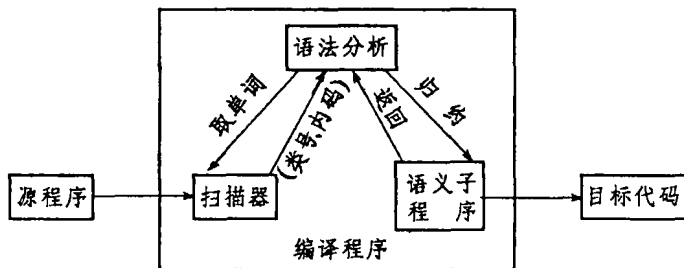 语法分析
取单词
(类号、内码)
返回
归约
源程序
扫描器
语义子
程序
目标代码
编译程序